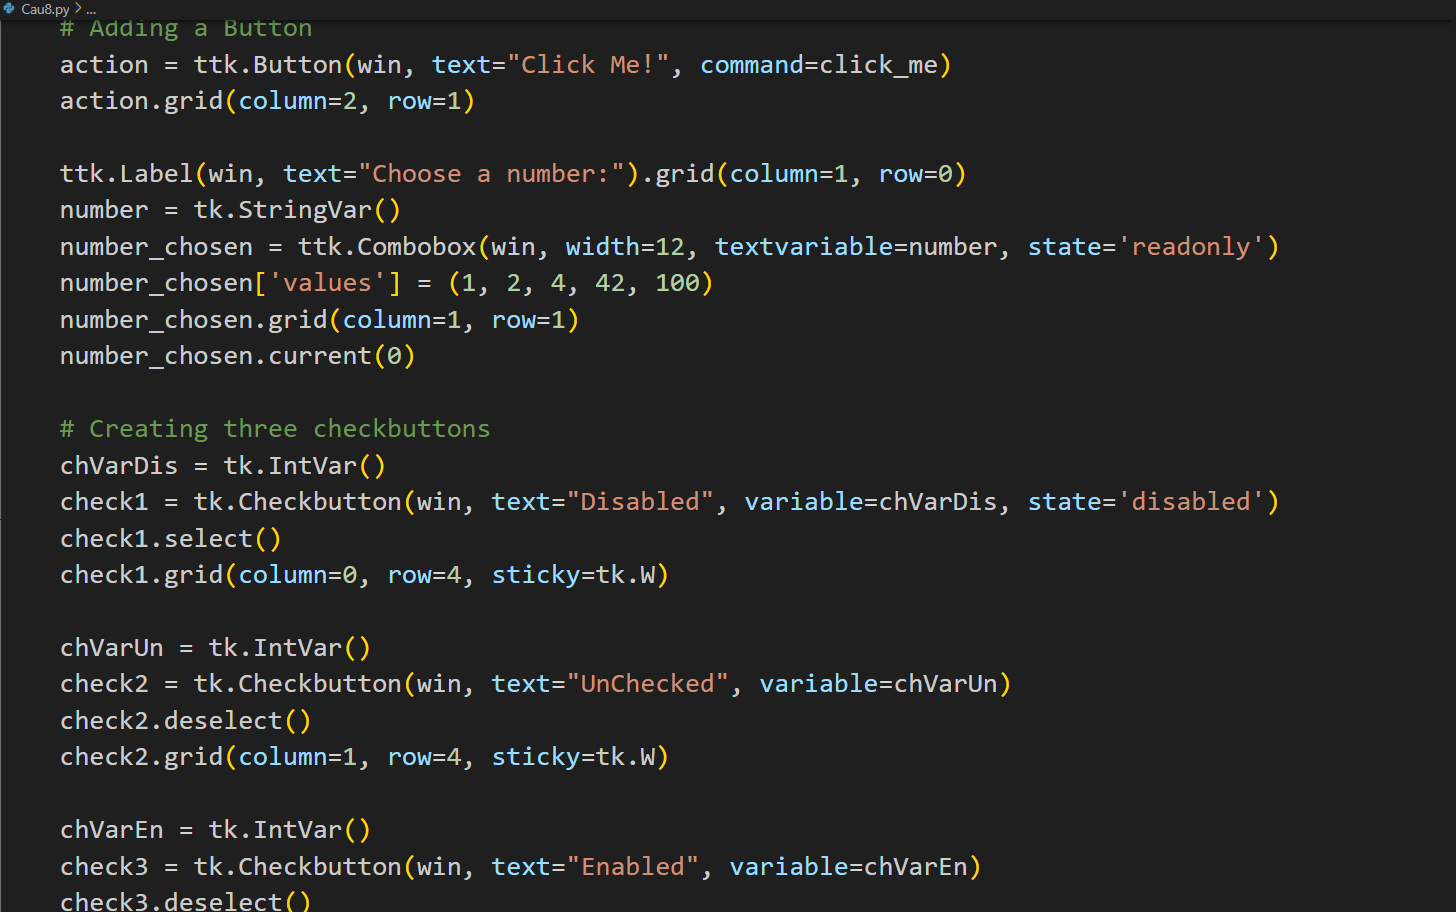 Cau8.py > ...
# Adding a Button
action = ttk.Button(win, text="Click Me!", command=click_me)
action.grid(column=2, row=1)
ttk.Label(win, text="Choose a number:").grid(column=1, row=0)
number = tk.StringVar()
number_chosen = ttk.Combobox(win, width=12, textvariable=number, state='readonly')
number_chosen['values'] = (1, 2, 4, 42, 100)
number_chosen.grid(column=1, row=1)
number_chosen.current(0)
# Creating three checkbuttons
chVarDis = tk.IntVar()
check1 = tk.Checkbutton(win, text="Disabled", variable=chVarDis, state='disabled')
check1.select()
check1.grid(column=0, row=4, sticky=tk.W)
chVarUn = tk.IntVar()
check2 = tk.Checkbutton(win, text="UnChecked", variable=chVarUn)
check2.deselect()
check2.grid(column=1, row=4, sticky=tk.W)
chVarEn = tk.IntVar()
check3 = tk.Checkbutton(win, text="Enabled", variable=chVarEn)
check3.deselect()